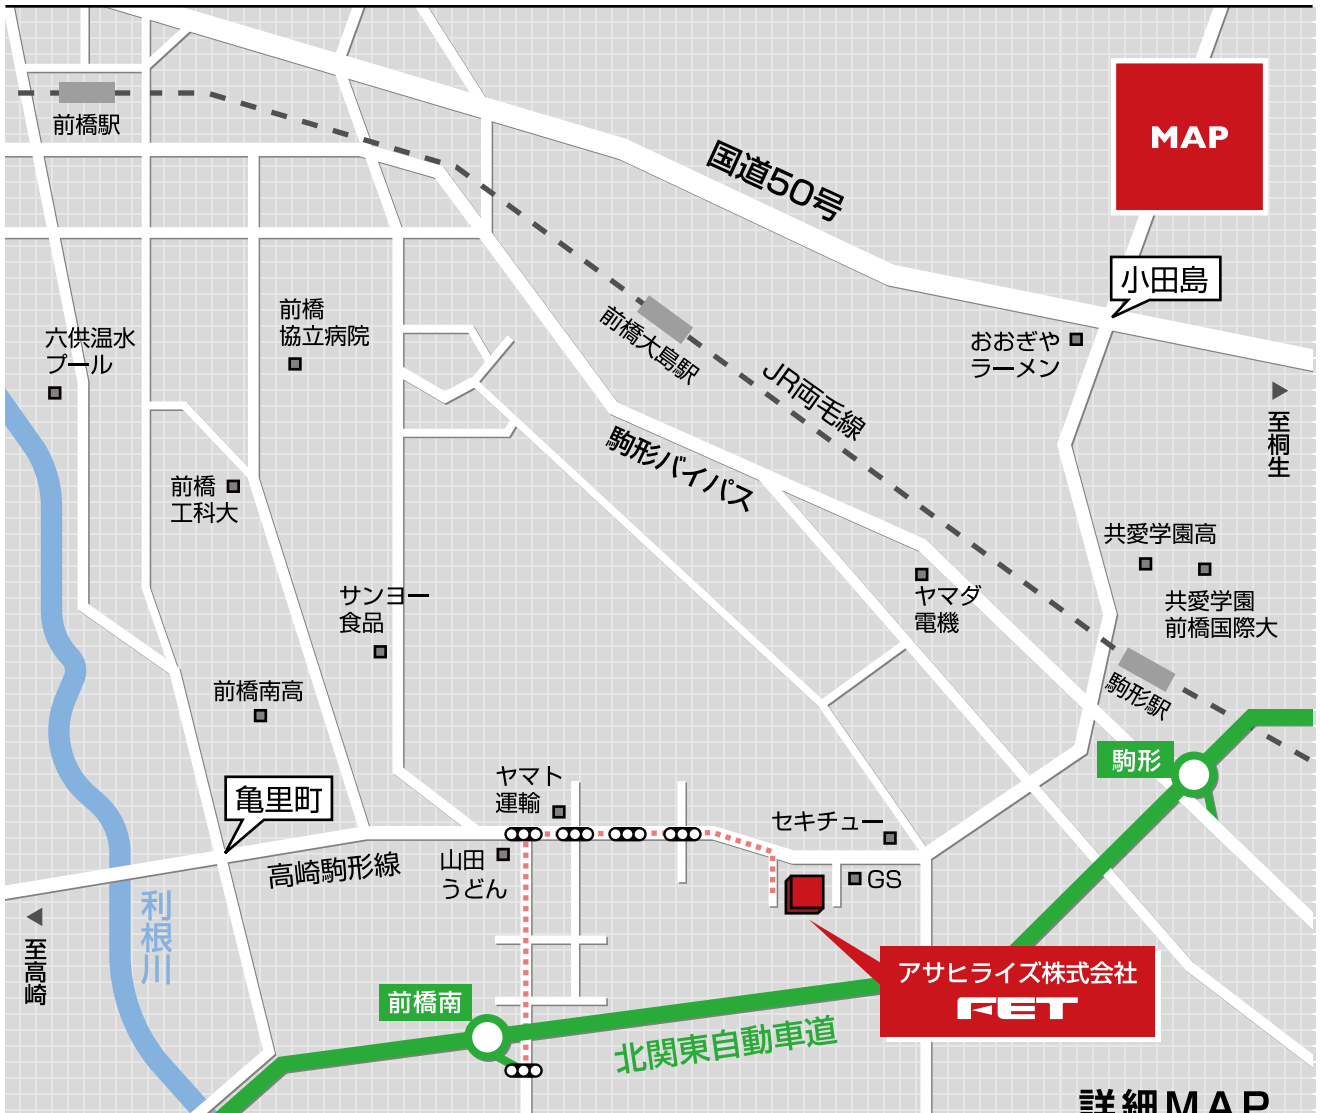 前橋駅
MAP
国道50号
小田島
前橋
協立病院
六供温水
プール
前橋大島駅
おおぎや
ラーメン
JR両毛線
至桐生
駒形バイパス
前橋
工科大
共愛学園高
サンヨー
食品
ヤマダ
電機
共愛学園
前橋国際大
前橋南高
駒形駅
駒形
ヤマト
運輸
亀里町
セキチュー
高崎駒形線
山田
うどん
GS
利根川
至高崎
アサヒライズ株式会社
FET
前橋南
北関東自動車道
詳細MAP